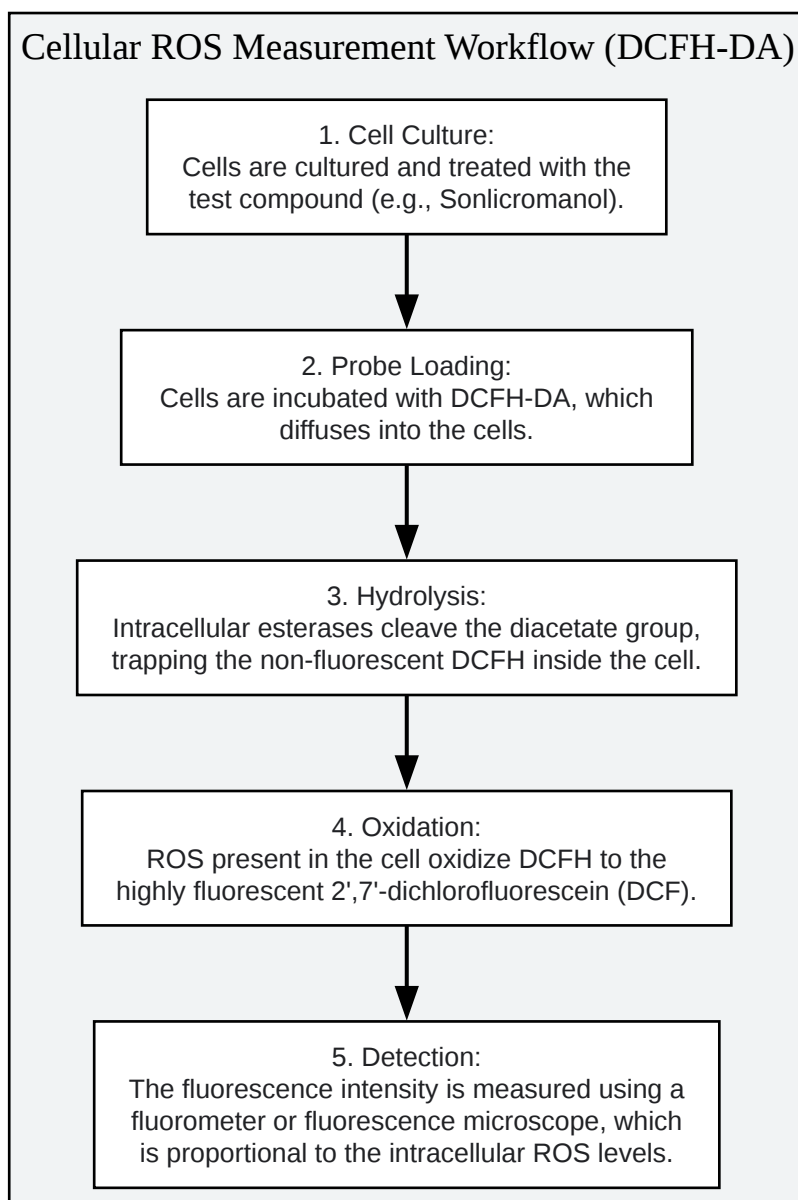 Cellular ROS Measurement Workflow (DCFH-DA)
1. Cell Culture:
Cells are cultured and treated with the
test compound (e.g., Sonlicromanol).
2. Probe Loading:
Cells are incubated with DCFH-DA, which
diffuses into the cells.
3. Hydrolysis:
Intracellular esterases cleave the diacetate group,
trapping the non-fluorescent DCFH inside the cell.
4. Oxidation:
ROS present in the cell oxidize DCFH to the
highly fluorescent 2',7'-dichlorofluorescein (DCF).
5. Detection:
The fluorescence intensity is measured using a
fluorometer or fluorescence microscope, which
is proportional to the intracellular ROS levels.